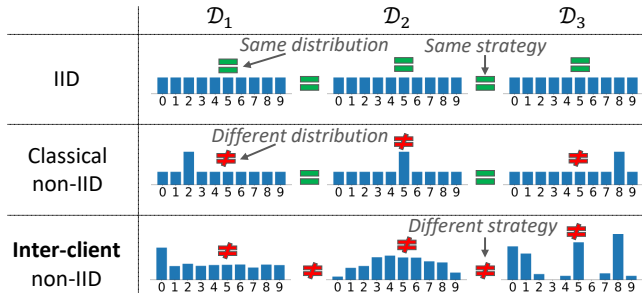 𝒟1 𝒟2 𝒟3
Same distribution Same strategy
IID
0 1 2 3 4 5 6 7 8 9 0 1 2 3 4 5 6 7 8 9 0 1 2 3 4 5 6 7 8 9
Different distribution
Classical
non-IID
0 1 2 3 4 5 6 7 8 9 0 1 2 3 4 5 6 7 8 9 0 1 2 3 4 5 6 7 8 9
Different strategy
Inter-client
non-IID
0 1 2 3 4 5 6 7 8 9 0 1 2 3 4 5 6 7 8 9 0 1 2 3 4 5 6 7 8 9